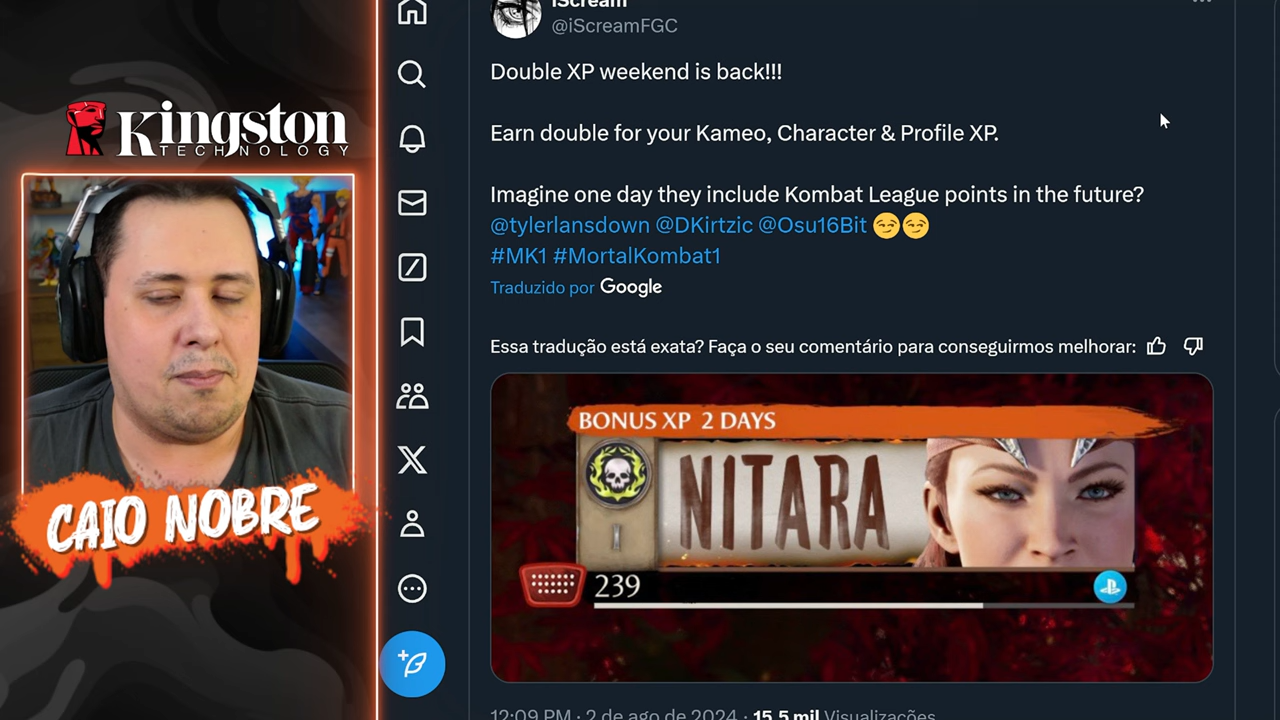 iScream
@iScreamFGC
Double XP weekend is back!!!
Earn double for your Kameo, Character & Profile XP.
Imagine one day they include Kombat League points in the future?
@tylerlansdown @DKirtzic @Osu16Bit 😏😏
#MK1 #MortalKombat1
Traduzido por Google
Essa tradução está exata? Faça o seu comentário para conseguirmos melhorar:
BONUS XP 2 DAYS
NITARA
I
239
12:09 PM · 2 de ago de 2024 · 15,5 mil Visualizações
Kingston
TECHNOLOGY
CAIO NOBRE